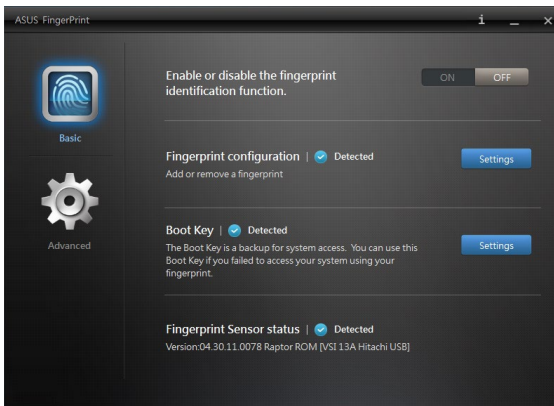 ASUS FingerPrint
Basic
Advanced
Enable or disable the fingerprint
identification function.
ON OFF
Fingerprint configuration | Detected
Add or remove a fingerprint
Settings
Boot Key | Detected
The Boot Key is a backup for system access. You can use this
Boot Key if you failed to access your system using your
fingerprint.
Settings
Fingerprint Sensor status | Detected
Version:04.30.11.0078 Raptor ROM [VSI 13A Hitachi USB]